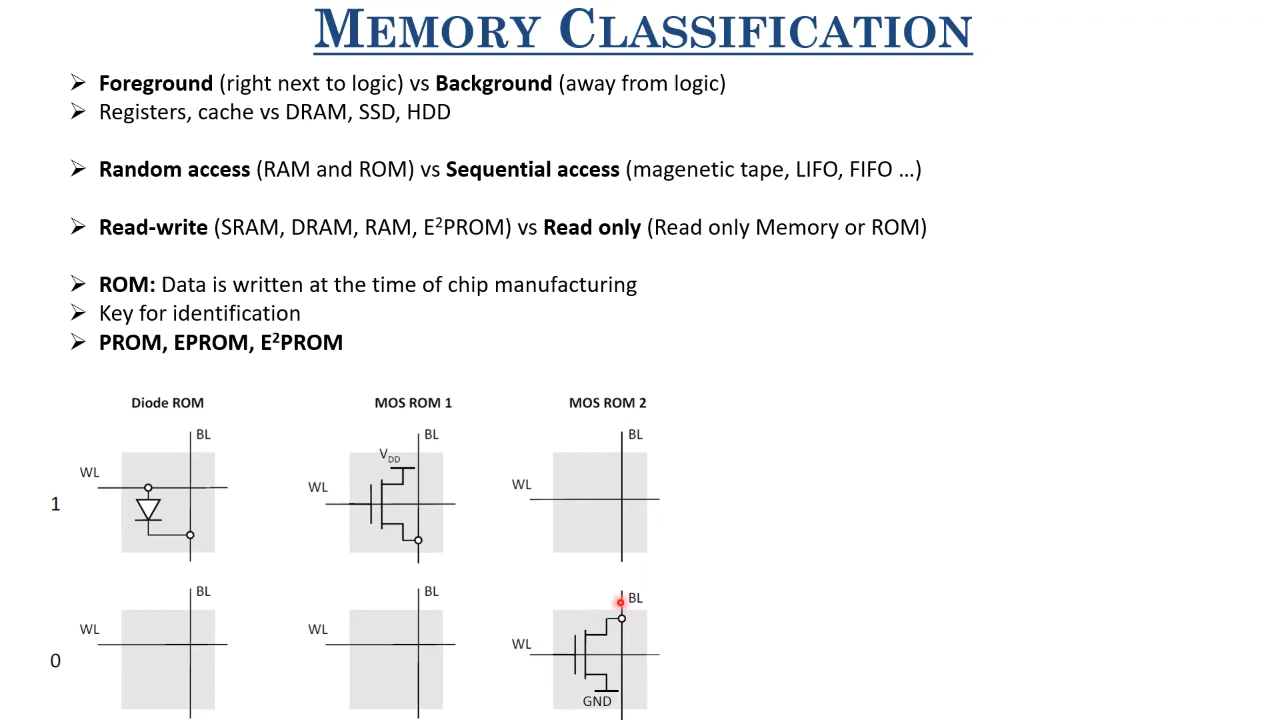 MEMORY CLASSIFICATION
➢ Foreground (right next to logic) vs Background (away from logic)
➢ Registers, cache vs DRAM, SSD, HDD
➢ Random access (RAM and ROM) vs Sequential access (magenetic tape, LIFO, FIFO ...)
➢ Read-write (SRAM, DRAM, RAM, E²PROM) vs Read only (Read only Memory or ROM)
➢ ROM: Data is written at the time of chip manufacturing
➢ Key for identification
➢ PROM, EPROM, E²PROM
Diode ROM MOS ROM 1 MOS ROM 2
BL BL BL
VDD
WL WL WL
1
BL BL BL
WL WL WL
0
GND